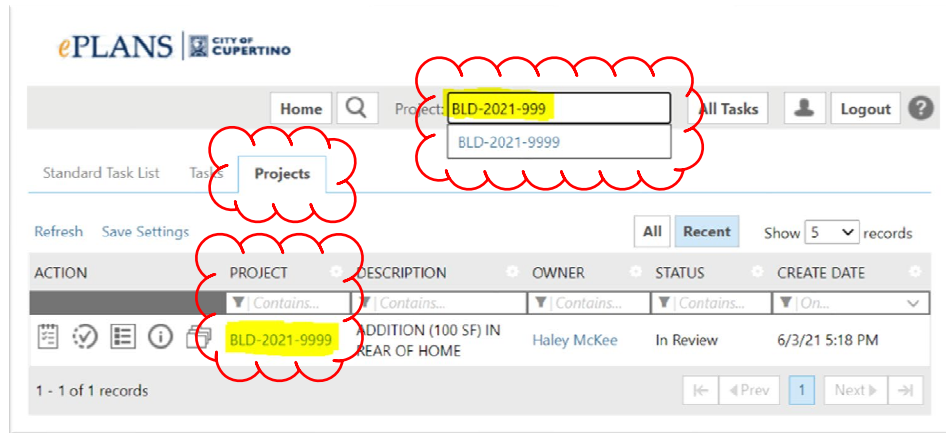 ePLANS CITY OF CUPERTINO
Home Project: BLD-2021-999 All Tasks Logout ?
BLD-2021-9999
Standard Task List Tasks Projects
Refresh Save Settings All Recent Show 5 records
ACTION PROJECT DESCRIPTION OWNER STATUS CREATE DATE
Contains... Contains... Contains... Contains... On...
BLD-2021-9999 ADDITION (100 SF) IN REAR OF HOME Haley McKee In Review 6/3/21 5:18 PM
1 - 1 of 1 records Prev 1 Next